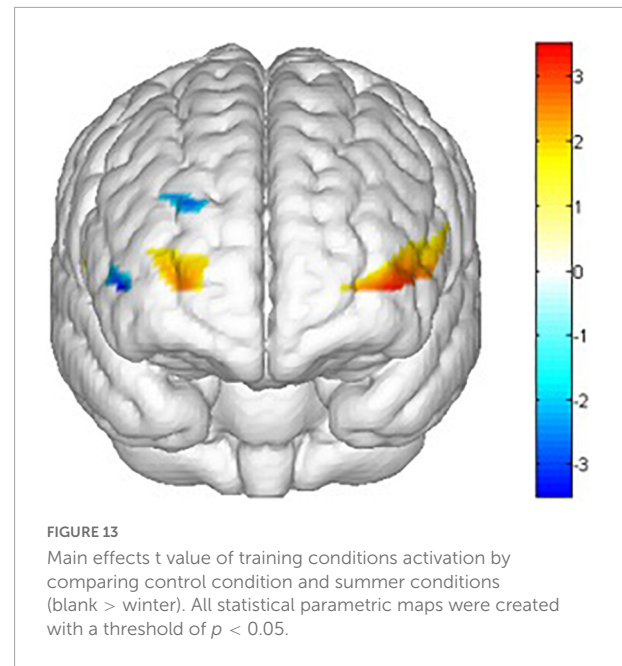 3
2
1
0
-1
-2
-3
FIGURE 13
Main effects t value of training conditions activation by
comparing control condition and summer conditions
(blank > winter). All statistical parametric maps were created
with a threshold of p < 0.05.